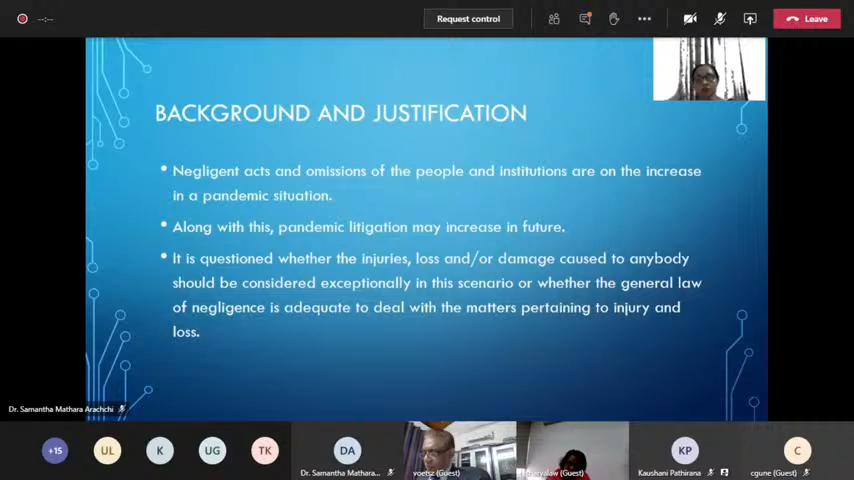 --:--
Request control
Leave
BACKGROUND AND JUSTIFICATION
• Negligent acts and omissions of the people and institutions are on the increase
in a pandemic situation.
• Along with this, pandemic litigation may increase in future.
• It is questioned whether the injuries, loss and/or damage caused to anybody
should be considered exceptionally in this scenario or whether the general law
of negligence is adequate to deal with the matters pertaining to injury and
loss.
Dr. Samantha Mathara Arachchi
+15
UL
K
UG
TK
DA
KP
C
Dr. Samantha Mathara...
voetsz (Guest)
(Guest)
Kaushani Pathirana
cgune (Guest)